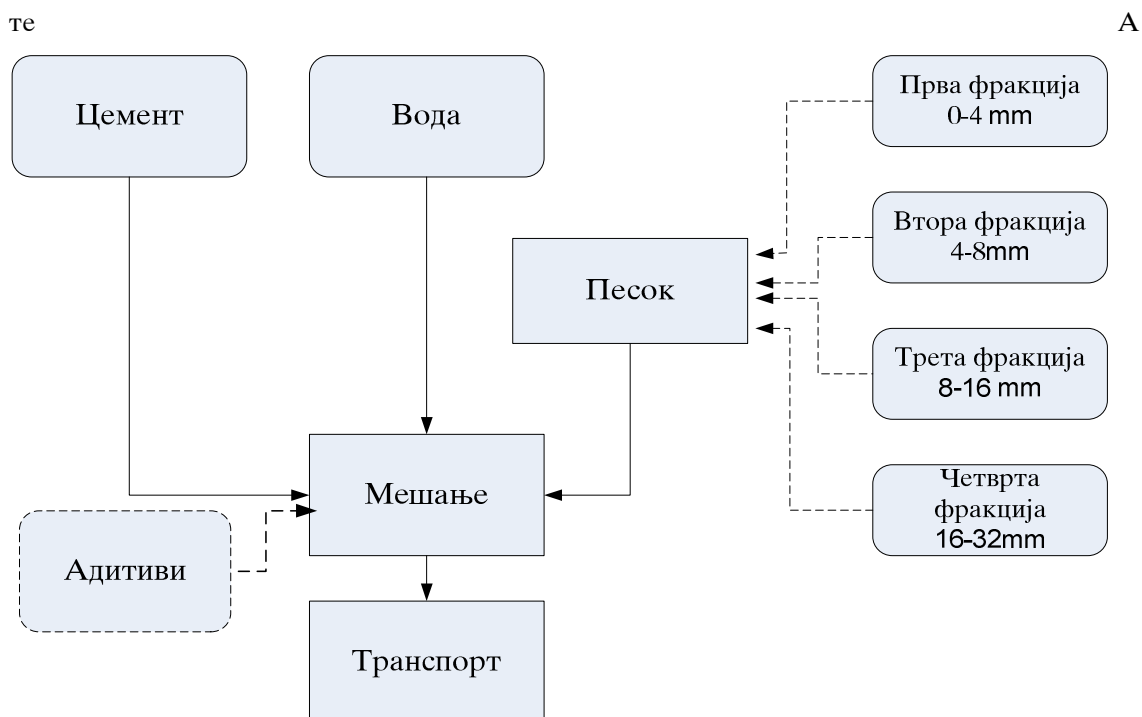 те
А
Цемент
Вода
Прва фракција
0-4 mm
Втора фракција
4-8mm
Песок
Трета фракција
8-16 mm
Четврта
фракција
16-32mm
Мешање
Адитиви
Транспорт